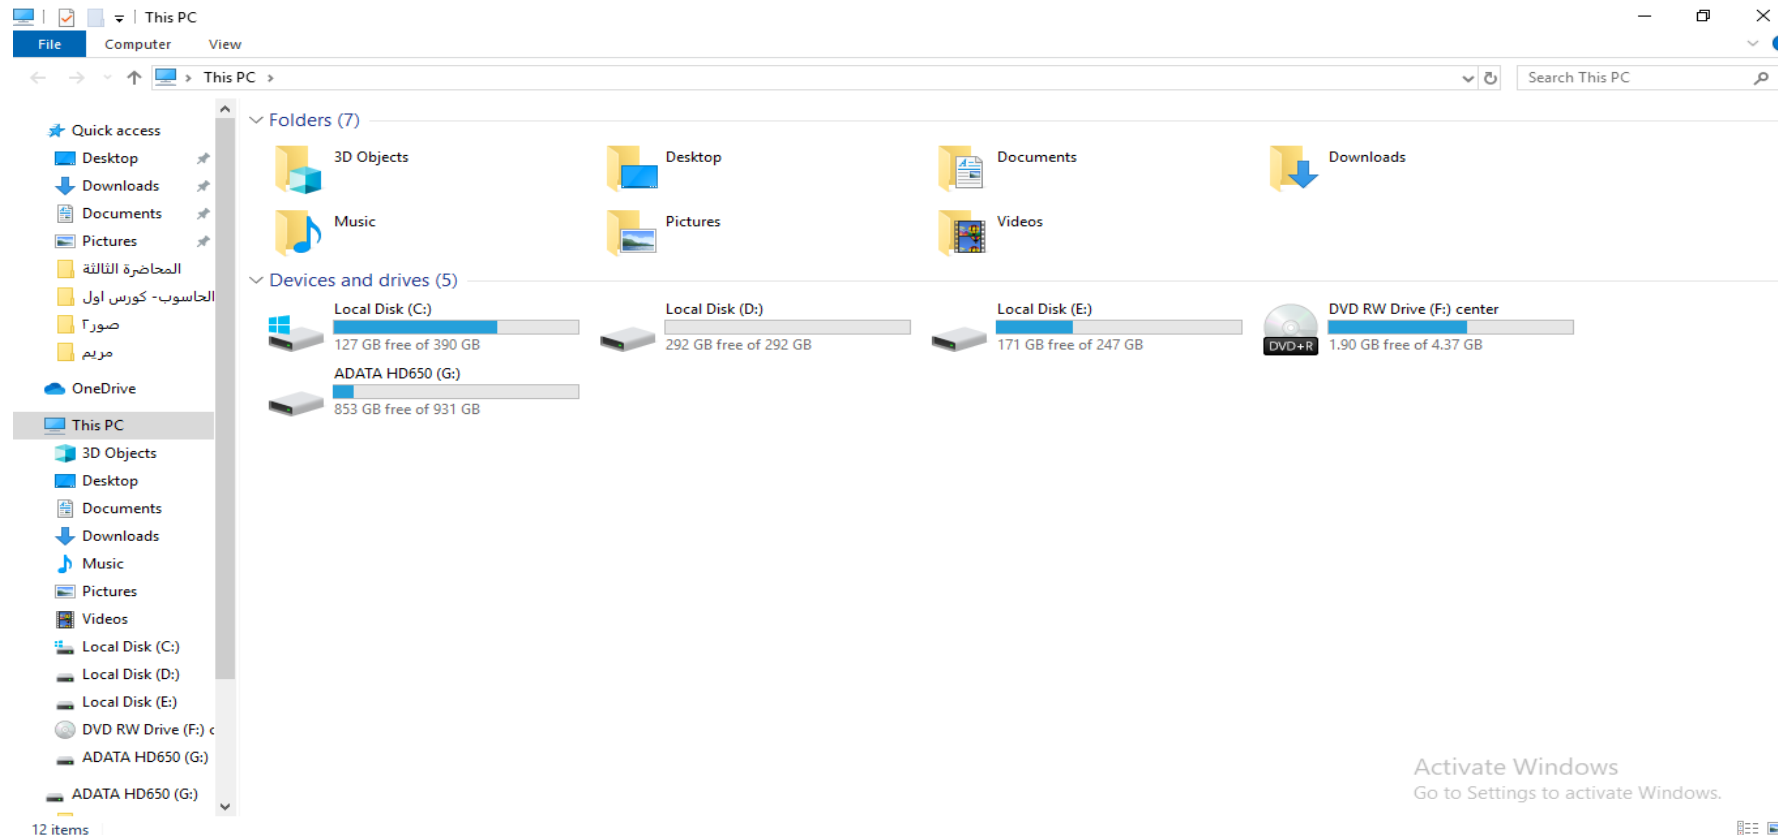 This PC
File Computer View
This PC
Search This PC
Quick access
Desktop
Downloads
Documents
Pictures
المحاضرة الثالثة
الحاسوب- كورس اول
صور٢
مريم
OneDrive
This PC
3D Objects
Desktop
Documents
Downloads
Music
Pictures
Videos
Local Disk (C:)
Local Disk (D:)
Local Disk (E:)
DVD RW Drive (F:) c
ADATA HD650 (G:)
ADATA HD650 (G:)
Folders (7)
3D Objects
Desktop
Documents
Downloads
Music
Pictures
Videos
Devices and drives (5)
Local Disk (C:)
127 GB free of 390 GB
Local Disk (D:)
292 GB free of 292 GB
Local Disk (E:)
171 GB free of 247 GB
DVD RW Drive (F:) center
DVD+R
1.90 GB free of 4.37 GB
ADATA HD650 (G:)
853 GB free of 931 GB
Activate Windows
Go to Settings to activate Windows.
12 items